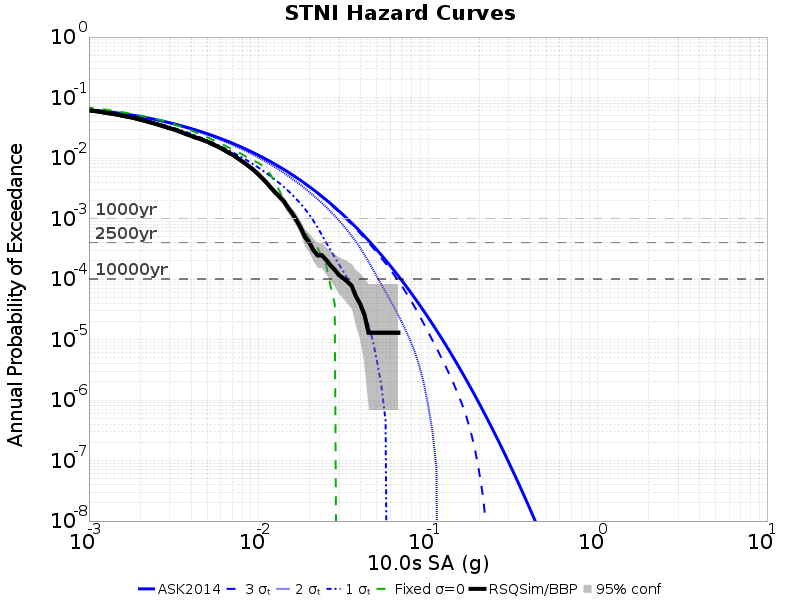 STNI Hazard Curves
Annual Probability of Exceedance
10^0
10^-1
10^-2
10^-3
10^-4
10^-5
10^-6
10^-7
10^-8
1000yr
2500yr
10000yr
10^-3 10^-2 10^-1 10^0 10^1
10.0s SA (g)
ASK2014 3 σₜ 2 σₜ 1 σₜ Fixed σ=0 RSQSim/BBP 95% conf